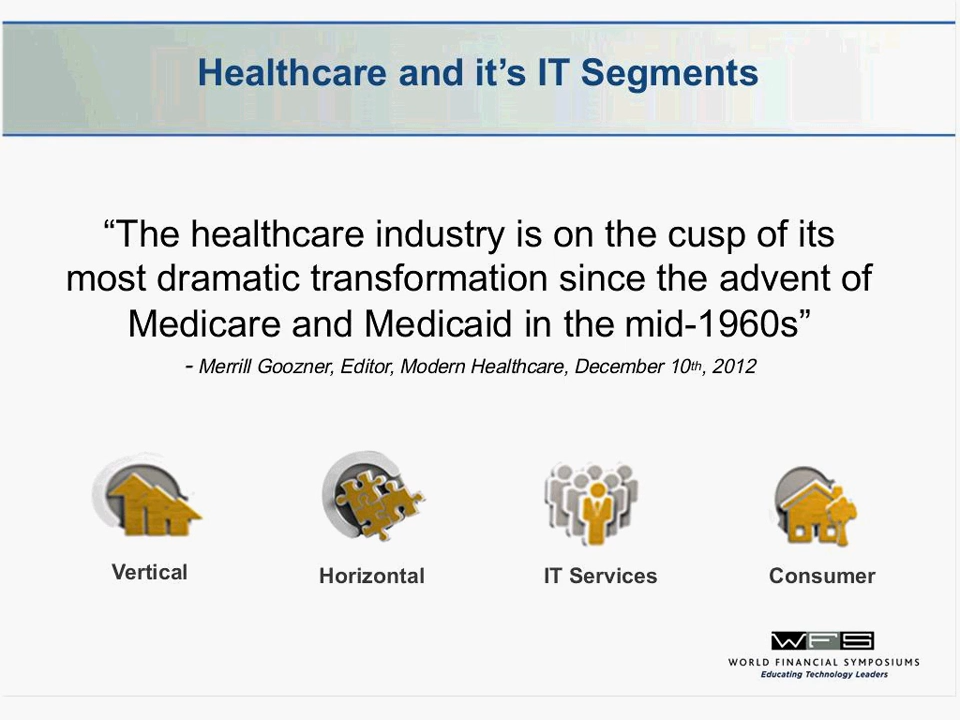 Healthcare and it’s IT Segments
“The healthcare industry is on the cusp of its
most dramatic transformation since the advent of
Medicare and Medicaid in the mid-1960s”
- Merrill Goozner, Editor, Modern Healthcare, December 10th, 2012
Vertical
Horizontal
IT Services
Consumer
WFS
WORLD FINANCIAL SYMPOSIUMS
Educating Technology Leaders